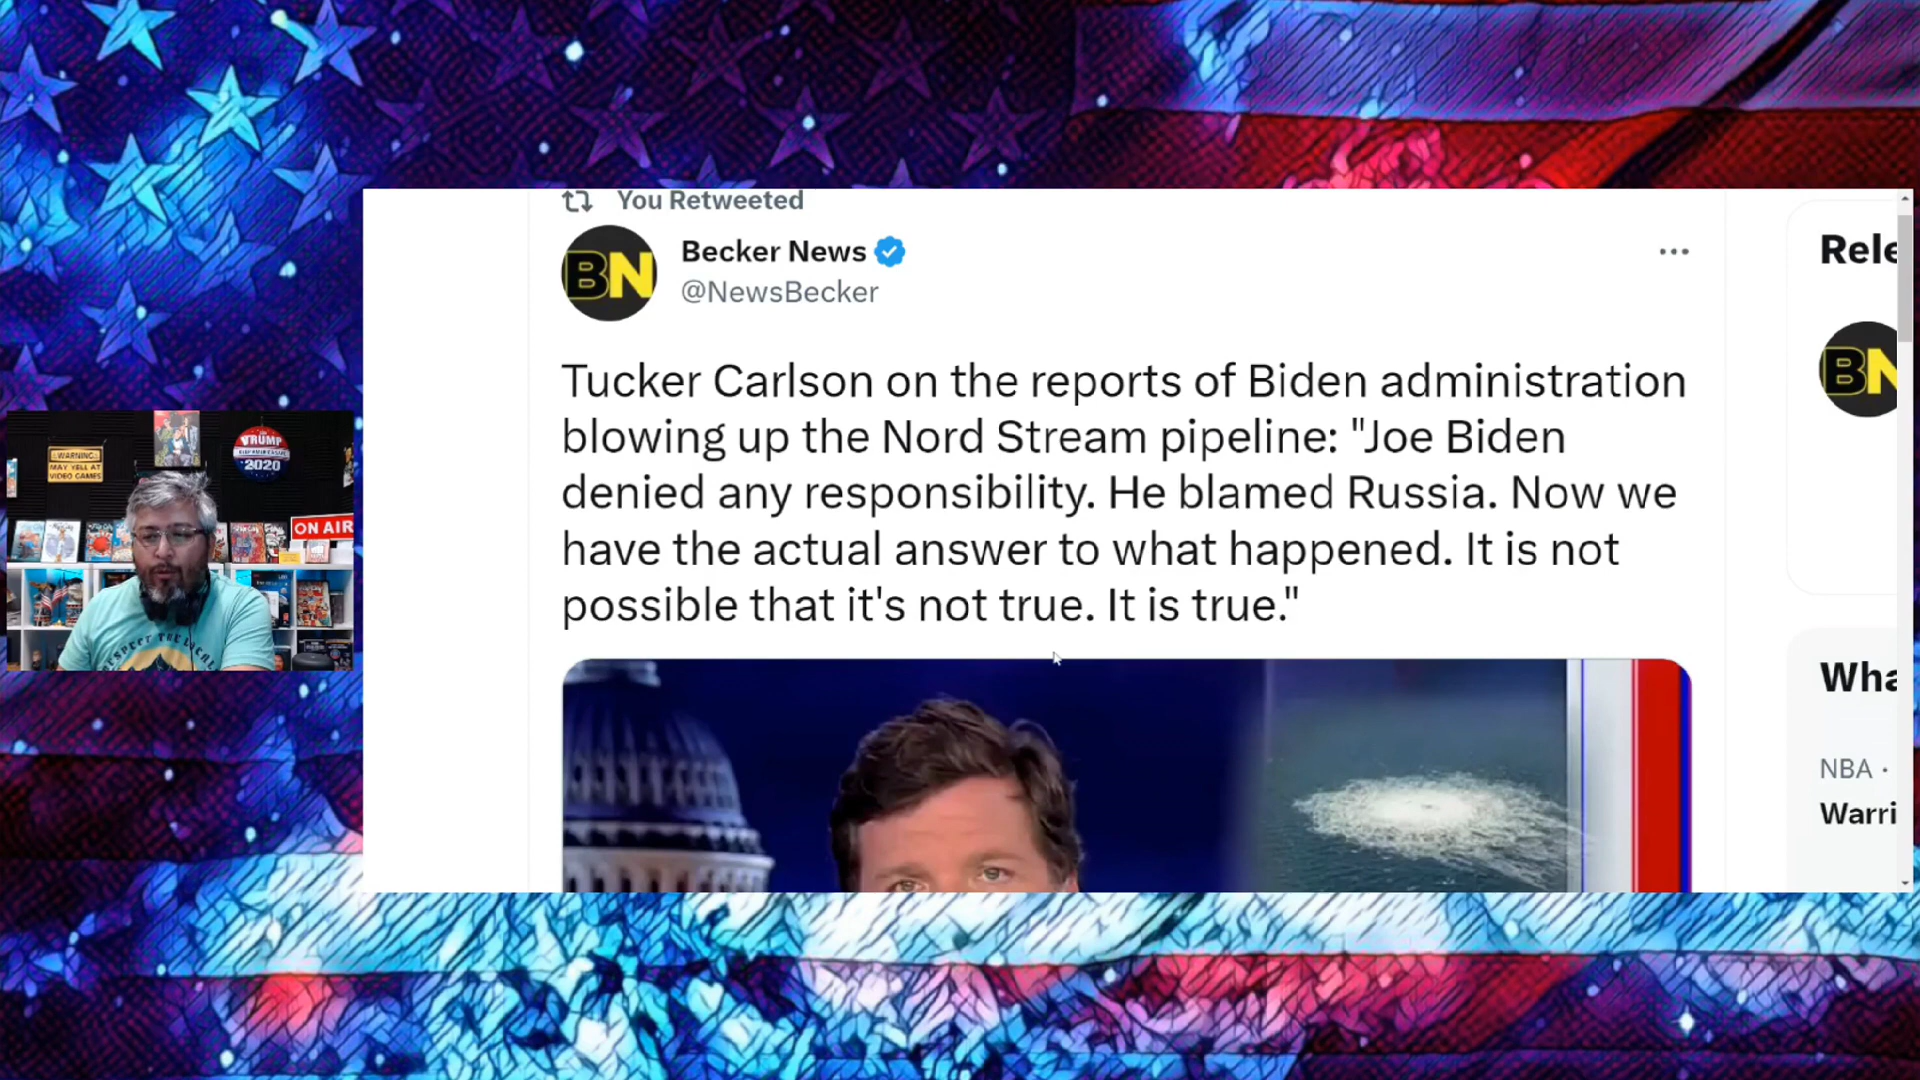 You Retweeted
BN
Becker News
@NewsBecker
Tucker Carlson on the reports of Biden administration
blowing up the Nord Stream pipeline: "Joe Biden
denied any responsibility. He blamed Russia. Now we
have the actual answer to what happened. It is not
possible that it's not true. It is true."
Rele
BN
Wha
NBA ·
Warri
WARNING:
MAY YELL AT
VIDEO GAMES
TRUMP
2020
ON AIR